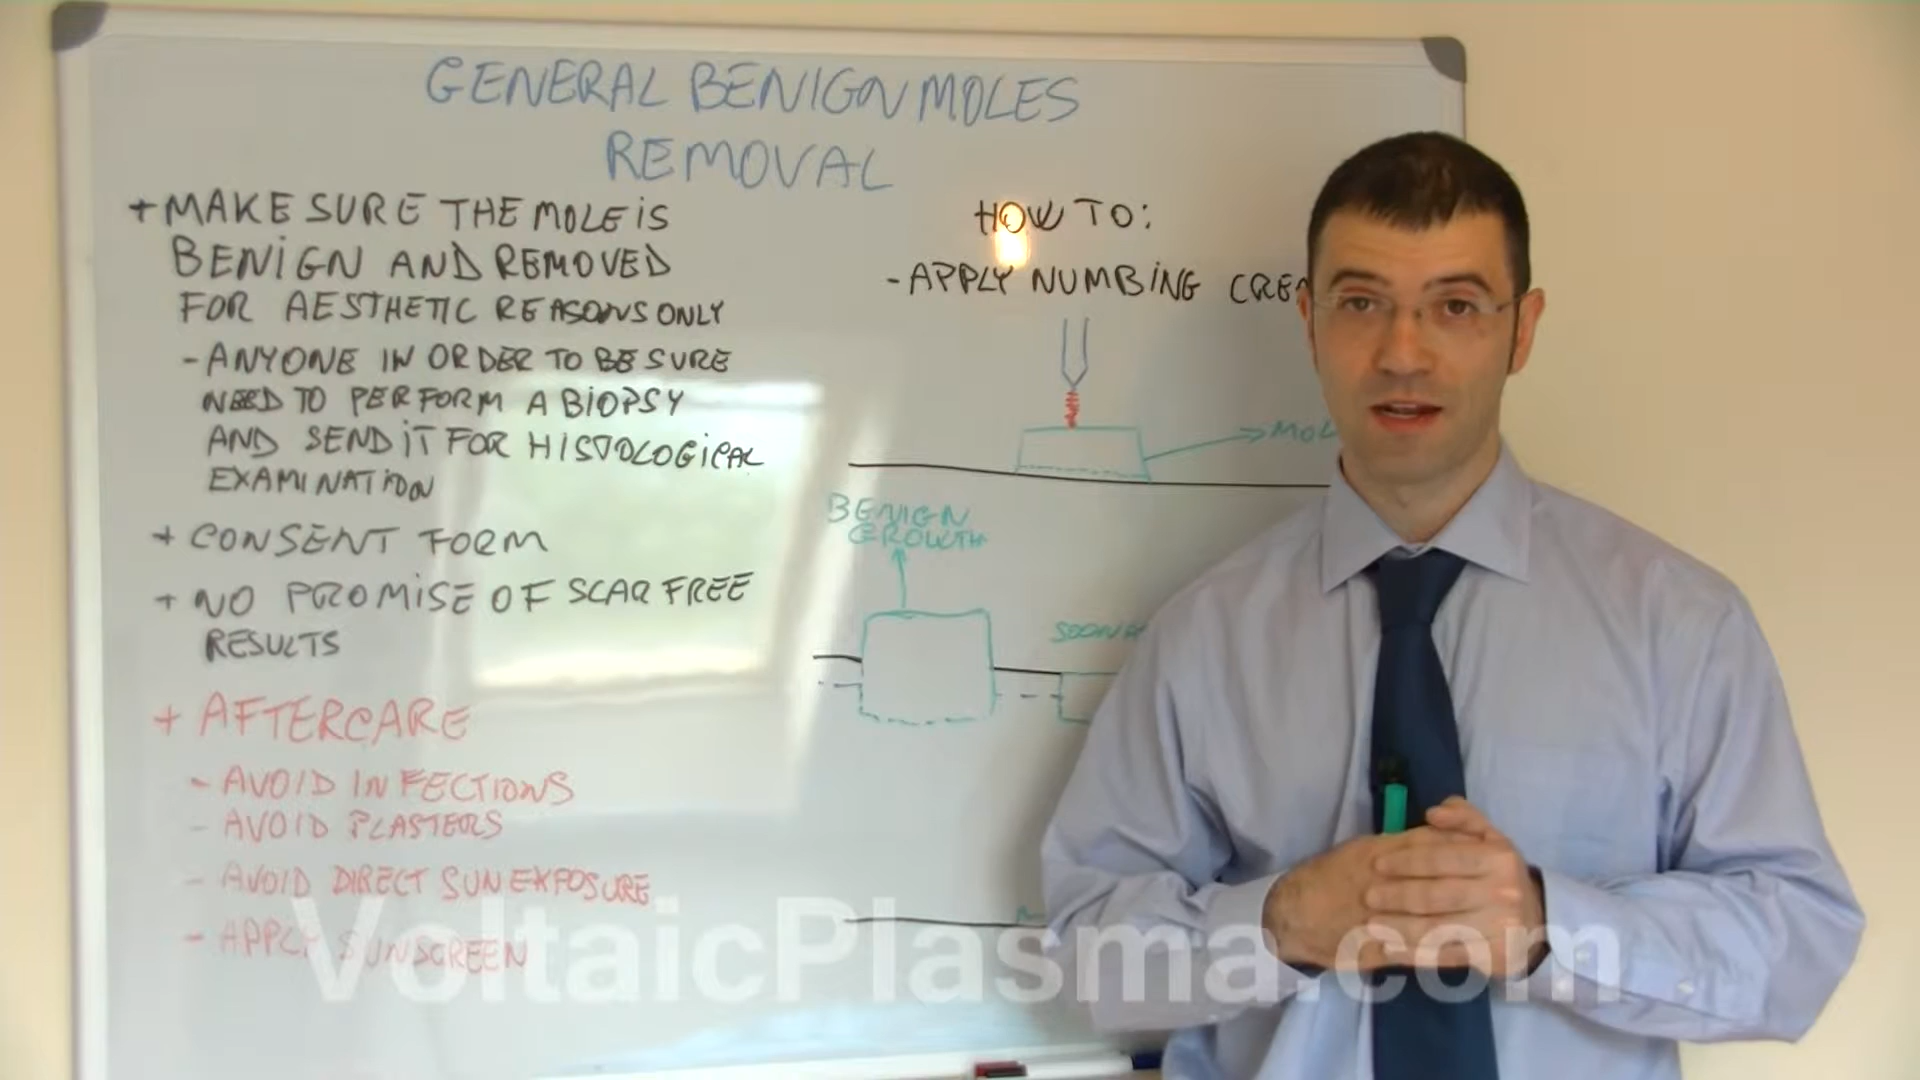 GENERAL BENIGN MOLES
REMOVAL
+ MAKE SURE THE MOLE IS
BENIGN AND REMOVED
FOR AESTHETIC REASONS ONLY
- ANYONE IN ORDER TO BE SURE
NEED TO PERFORM A BIOPSY
AND SEND IT FOR HISTOLOGICAL
EXAMINATION
+ CONSENT FORM
+ NO PROMISE OF SCAR FREE
RESULTS
+ AFTERCARE
- AVOID INFECTIONS
- AVOID PLASTERS
- AVOID DIRECT SUN EXPOSURE
- APPLY SUNSCREEN
HOW TO:
- APPLY NUMBING CREA
MOL
BENIGN
GROWTH
VoltaicPlasma.com